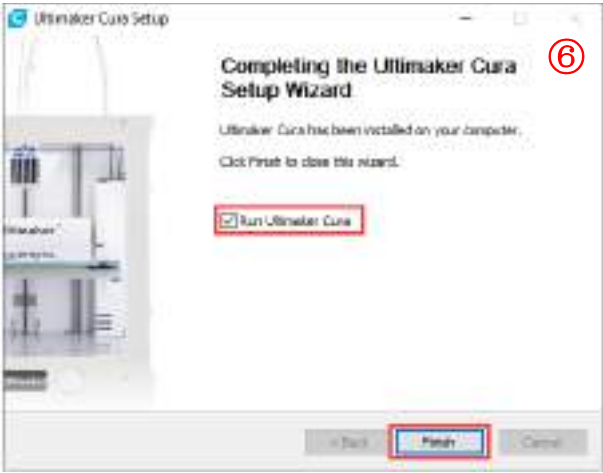 Ultimaker Cura Setup
⑥
Completing the Ultimaker Cura
Setup Wizard
Ultimaker Cura has been installed on your computer.
Click Finish to close this wizard.
Run Ultimaker Cura
Ultimaker
< Back
Finish
Cancel